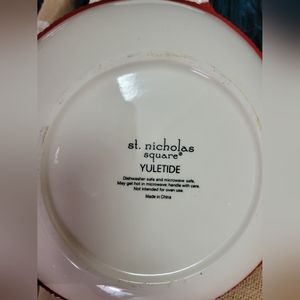 st. nicholas
square®
YULETIDE
Dishwasher safe and microwave safe.
May get hot in microwave handle with care.
Not intended for oven use.
Made in China